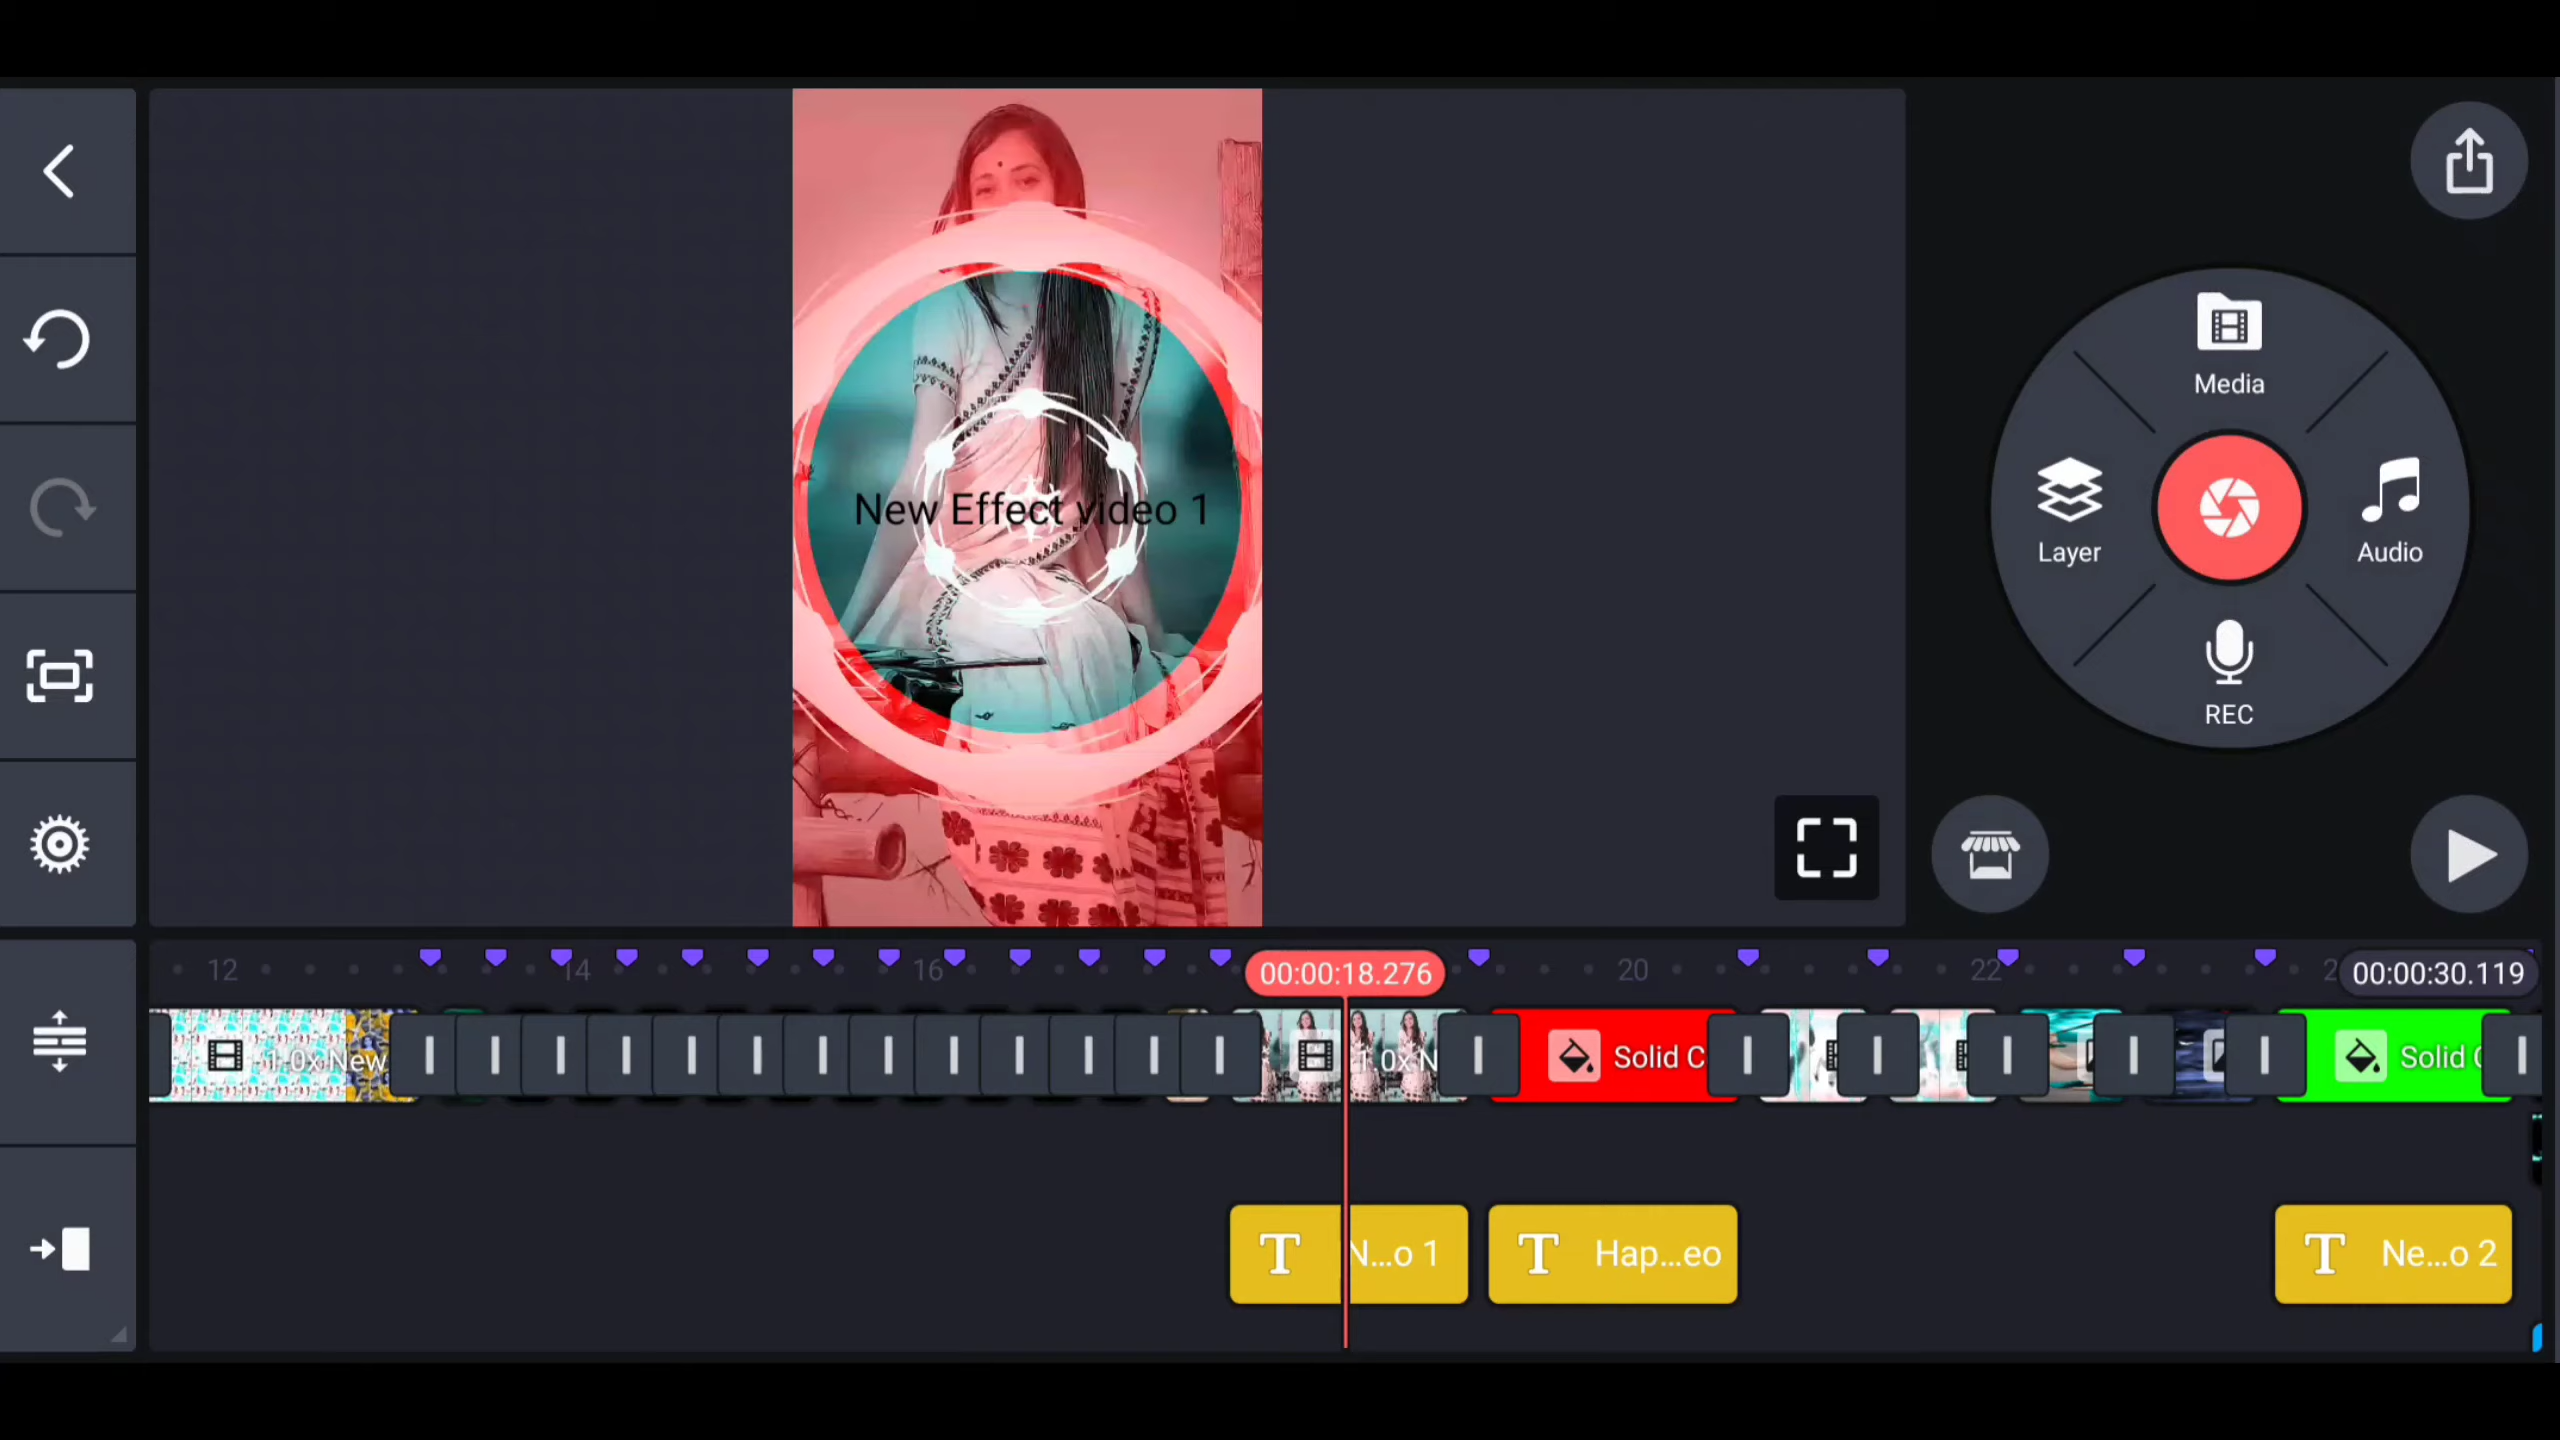 Media
Layer
Audio
REC
New Effect video 1
12
14
16
00:00:18.276
20
22
2
00:00:30.119
1.0x New
1.0x N
Solid C
Solid C
N...o 1
Hap...eo
Ne...o 2